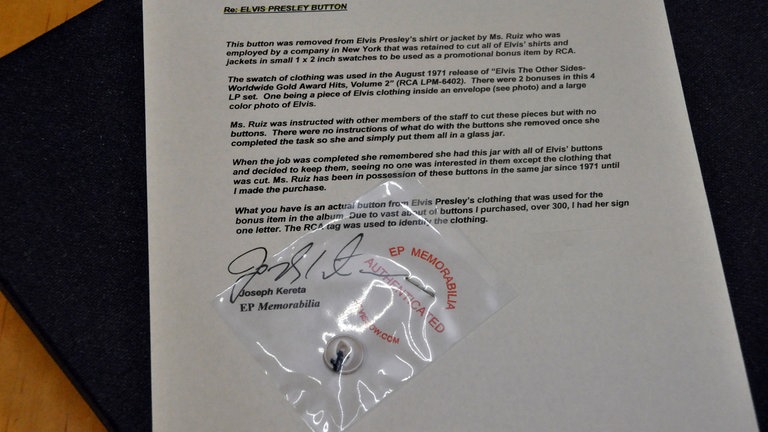 Re: ELVIS PRESLEY BUTTON
This button was removed from Elvis Presley's shirt or jacket by Ms. Ruiz who was
employed by a company in New York that was retained to cut all of Elvis' shirts and
jackets in small 1 x 2 inch swatches to be used as a promotional bonus item by RCA.
The swatch of clothing was used in the August 1971 release of "Elvis The Other Sides-
Worldwide Gold Award Hits, Volume 2" (RCA LPM-6402). There were 2 bonuses in this 4
LP set. One being a piece of Elvis clothing inside an envelope (see photo) and a large
color photo of Elvis.
Ms. Ruiz was instructed with other members of the staff to cut these pieces but with no
buttons. There were no instructions of what do with the buttons she removed once she
completed the task so she and simply put them all in a glass jar.
When the job was completed she remembered she had this jar with all of Elvis' buttons
and decided to keep them, seeing no one was interested in them except the clothing that
was cut. Ms. Ruiz has been in possession of these buttons in the same jar since 1971 until
I made the purchase.
What you have is an actual button from Elvis Presley's clothing that was used for the
bonus item in the album. Due to vast about of buttons I purchased, over 300, I had her sign
one letter. The RCA tag was used to identify the clothing.
Joseph Kereta
EP Memorabilia
EP MEMORABILIA
AUTHENTICATED